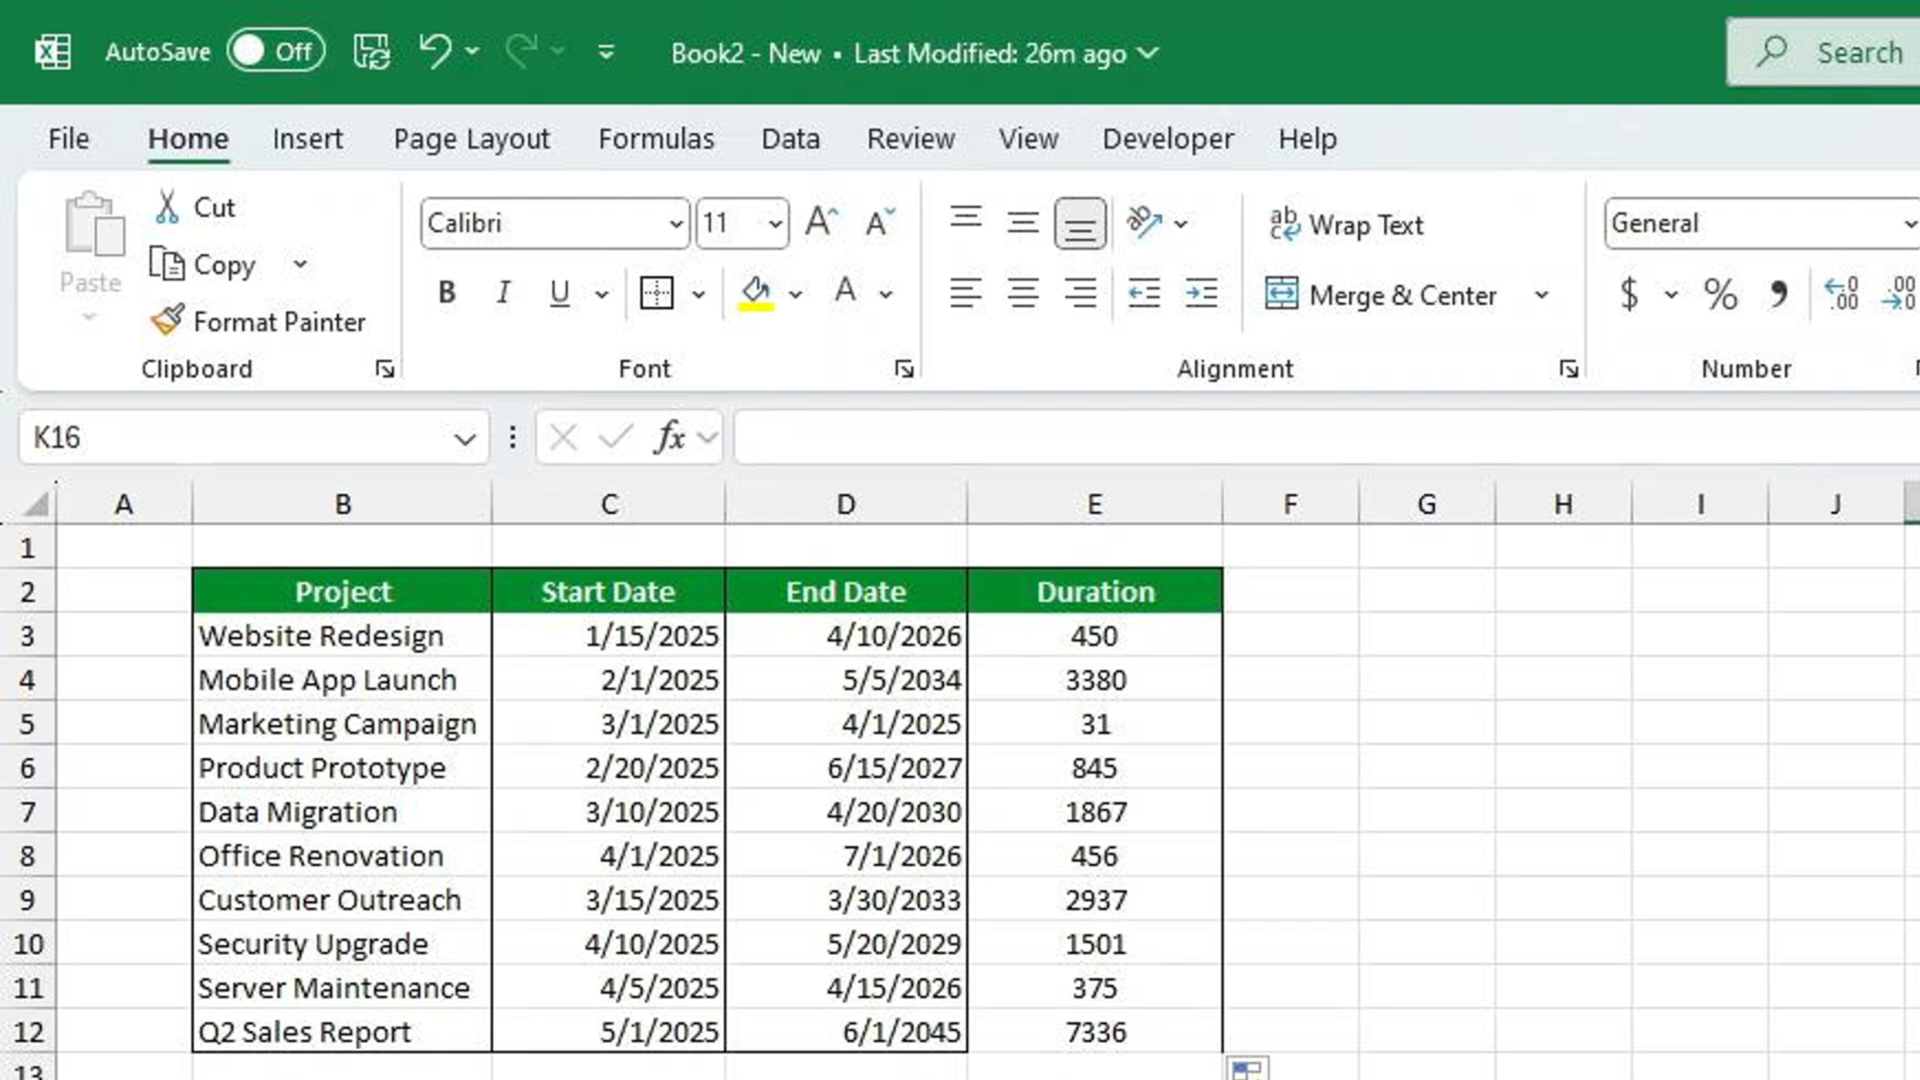 AutoSave Off Book2 - New • Last Modified: 26m ago Search
File Home Insert Page Layout Formulas Data Review View Developer Help
Paste Cut Copy Format Painter
Calibri 11 A A
B I U A
ab Wrap Text
Merge & Center
General
$ % , .00 .00
Clipboard Font Alignment Number
K16 fx
A B C D E F G H I J
1
2 Project Start Date End Date Duration
3 Website Redesign 1/15/2025 4/10/2026 450
4 Mobile App Launch 2/1/2025 5/5/2034 3380
5 Marketing Campaign 3/1/2025 4/1/2025 31
6 Product Prototype 2/20/2025 6/15/2027 845
7 Data Migration 3/10/2025 4/20/2030 1867
8 Office Renovation 4/1/2025 7/1/2026 456
9 Customer Outreach 3/15/2025 3/30/2033 2937
10 Security Upgrade 4/10/2025 5/20/2029 1501
11 Server Maintenance 4/5/2025 4/15/2026 375
12 Q2 Sales Report 5/1/2025 6/1/2045 7336
13